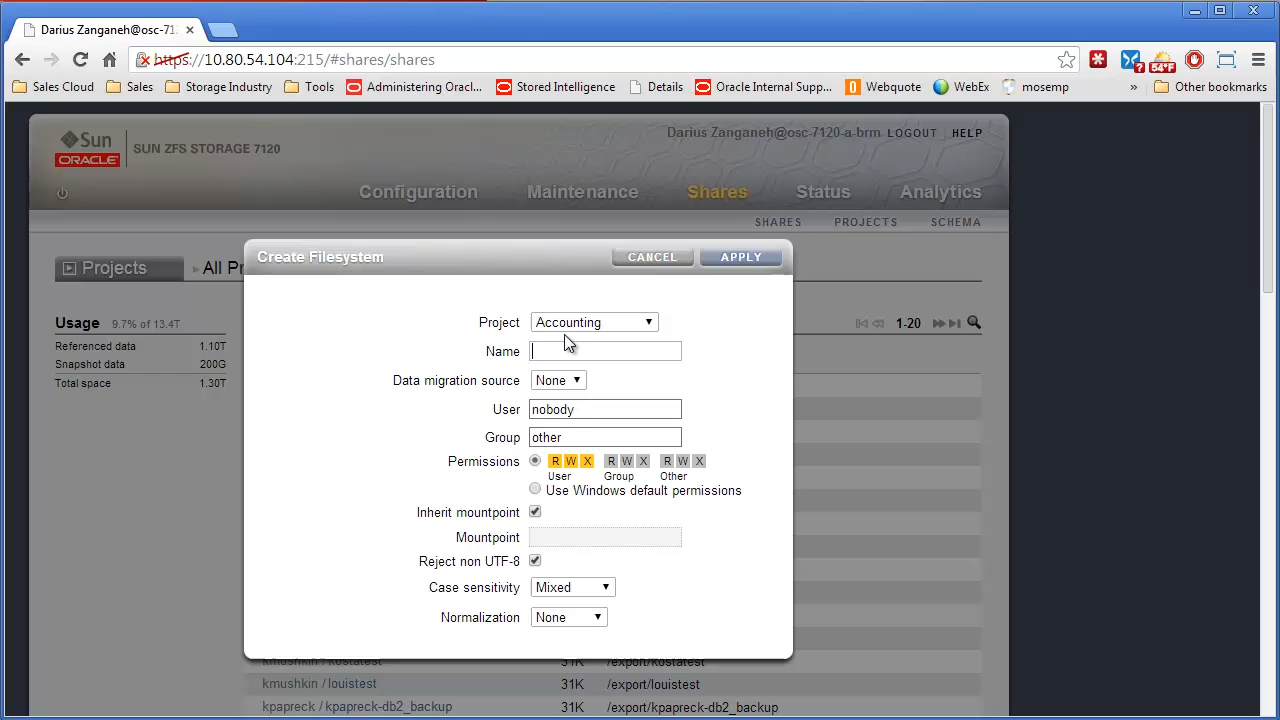 Darius Zanganeh@osc-712
https://10.80.54.104:215/#shares/shares
54°F
Sales Cloud Sales Storage Industry Tools Administering Oracl... Stored Intelligence Details Oracle Internal Supp... Webquote WebEx mosemp » Other bookmarks
Sun
ORACLE
SUN ZFS STORAGE 7120
Darius Zanganeh@osc-7120-a-brm LOGOUT HELP
Configuration Maintenance Shares Status Analytics
SHARES PROJECTS SCHEMA
Projects
All Pr
Usage 9.7% of 13.4T
Referenced data 1.10T
Snapshot data 200G
Total space 1.30T
1-20
Create Filesystem CANCEL APPLY
Project Accounting
Name
Data migration source None
User nobody
Group other
Permissions R W X R W X R W X
User Group Other
Use Windows default permissions
Inherit mountpoint
Mountpoint
Reject non UTF-8
Case sensitivity Mixed
Normalization None
kmushkin / kostatest 31K /export/kostatest
kmushkin / louistest 31K /export/louistest
kpapreck / kpapreck-db2_backup 31K /export/kpapreck-db2_backup